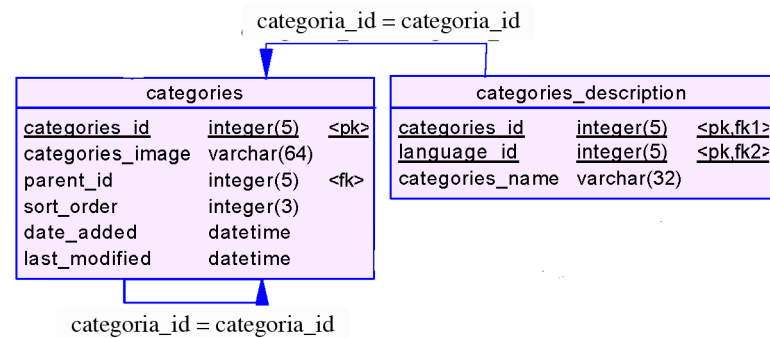 categoria_id = categoria_id
categories
categories_id integer(5) <pk>
categories_image varchar(64)
parent_id integer(5) <fk>
sort_order integer(3)
date_added datetime
last_modified datetime
categories_description
categories_id integer(5) <pk,fk1>
language_id integer(5) <pk,fk2>
categories_name varchar(32)
categoria_id = categoria_id